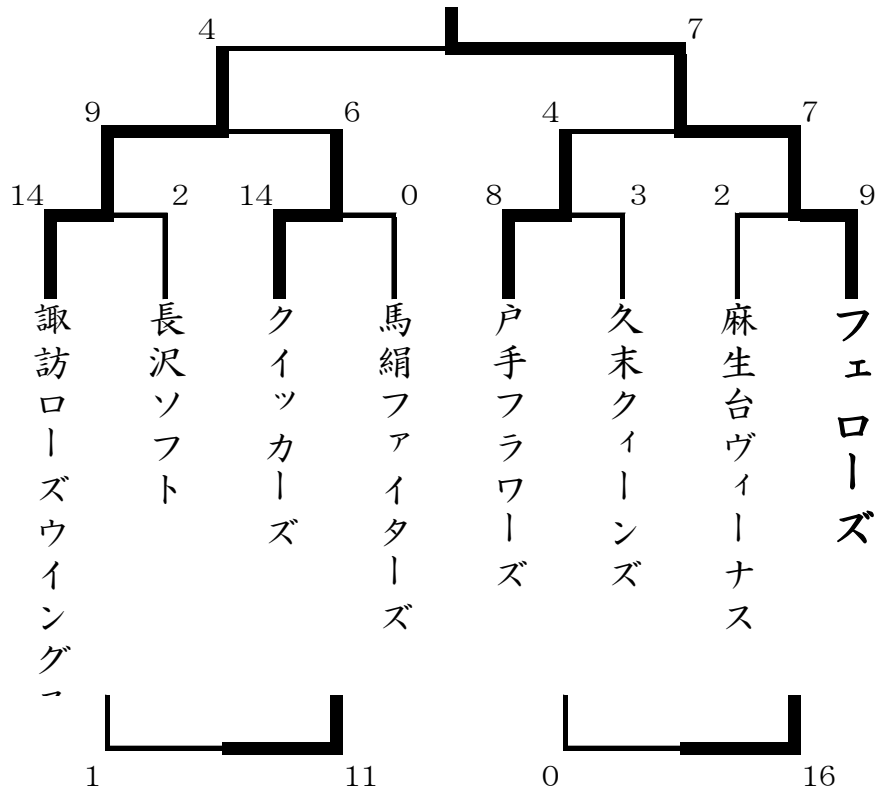 4
7
9
6
4
7
14
2
14
0
8
3
2
9
諏訪ローズウイング
長沢ソフト
クイッカーズ
馬絹ファイターズ
戸手フラワーズ
久末クィーンズ
麻生台ヴィーナス
フェローズ
1
11
0
16